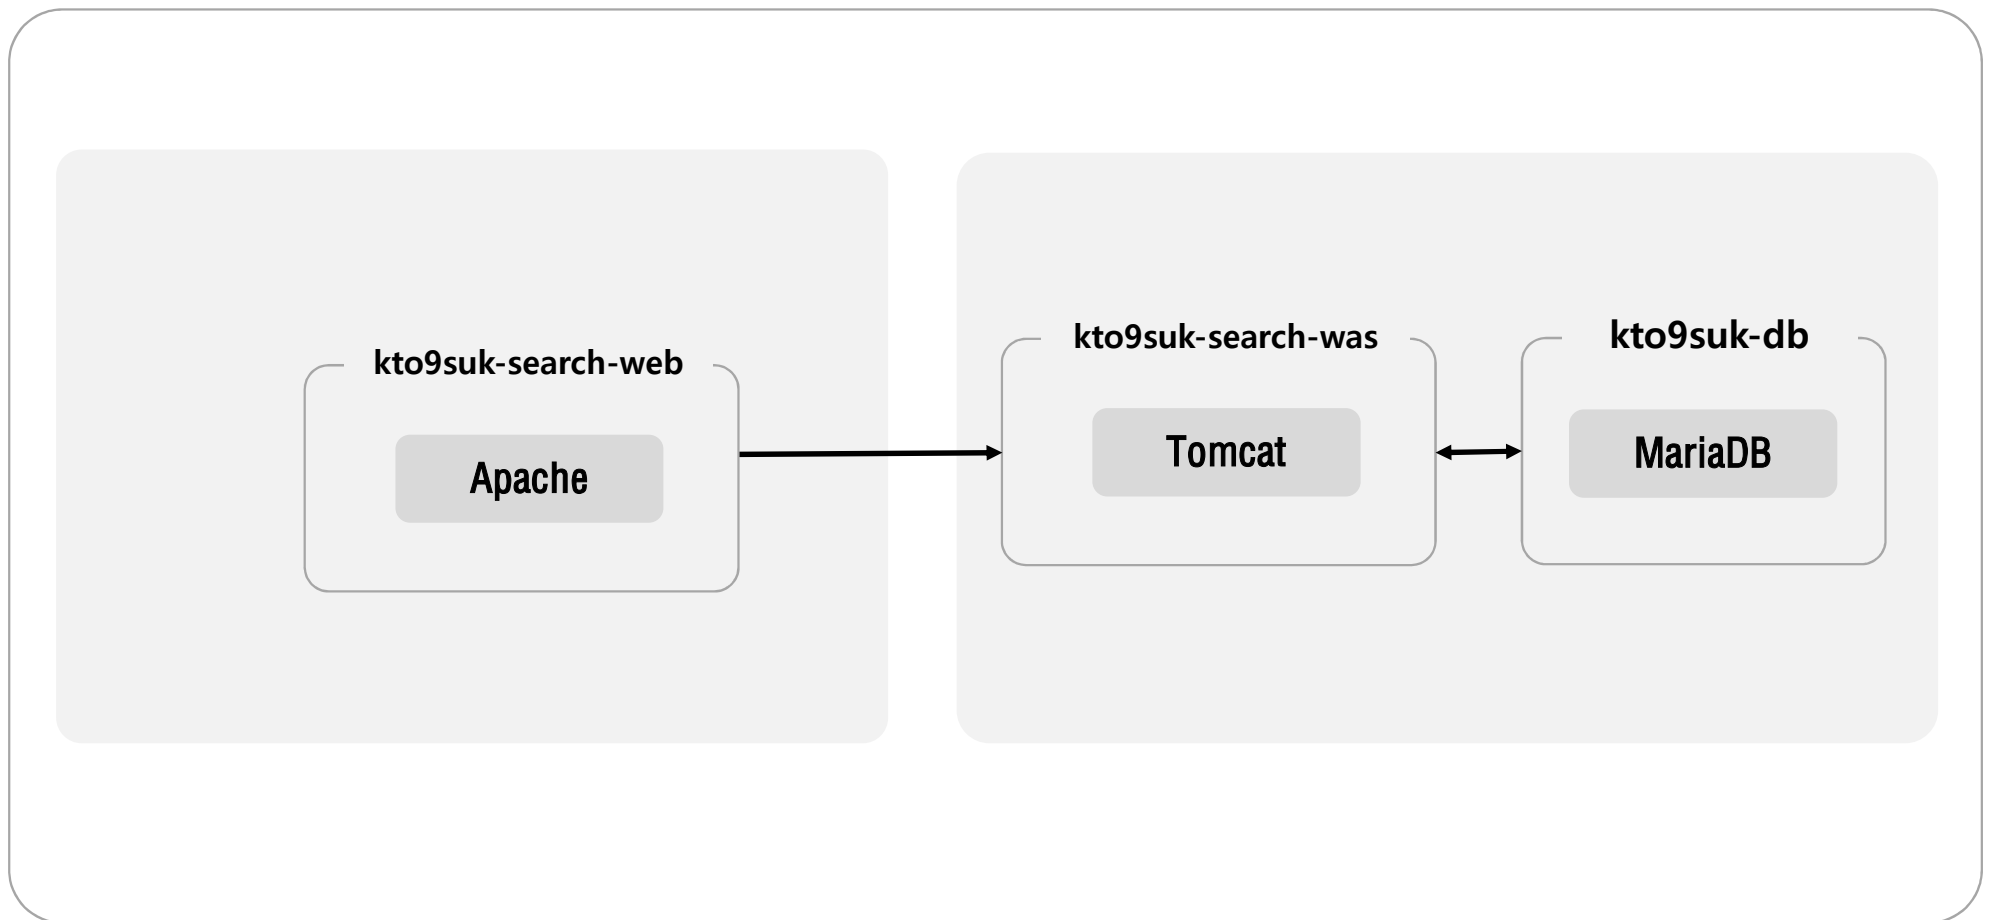 kto9suk-search-web
Apache
kto9suk-search-was
Tomcat
kto9suk-db
MariaDB